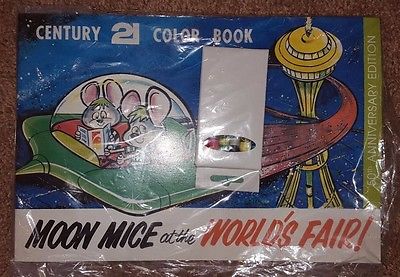 CENTURY 21 COLOR BOOK
50TH ANNIVERSARY EDITION
MOON MICE at the WORLD'S FAIR!